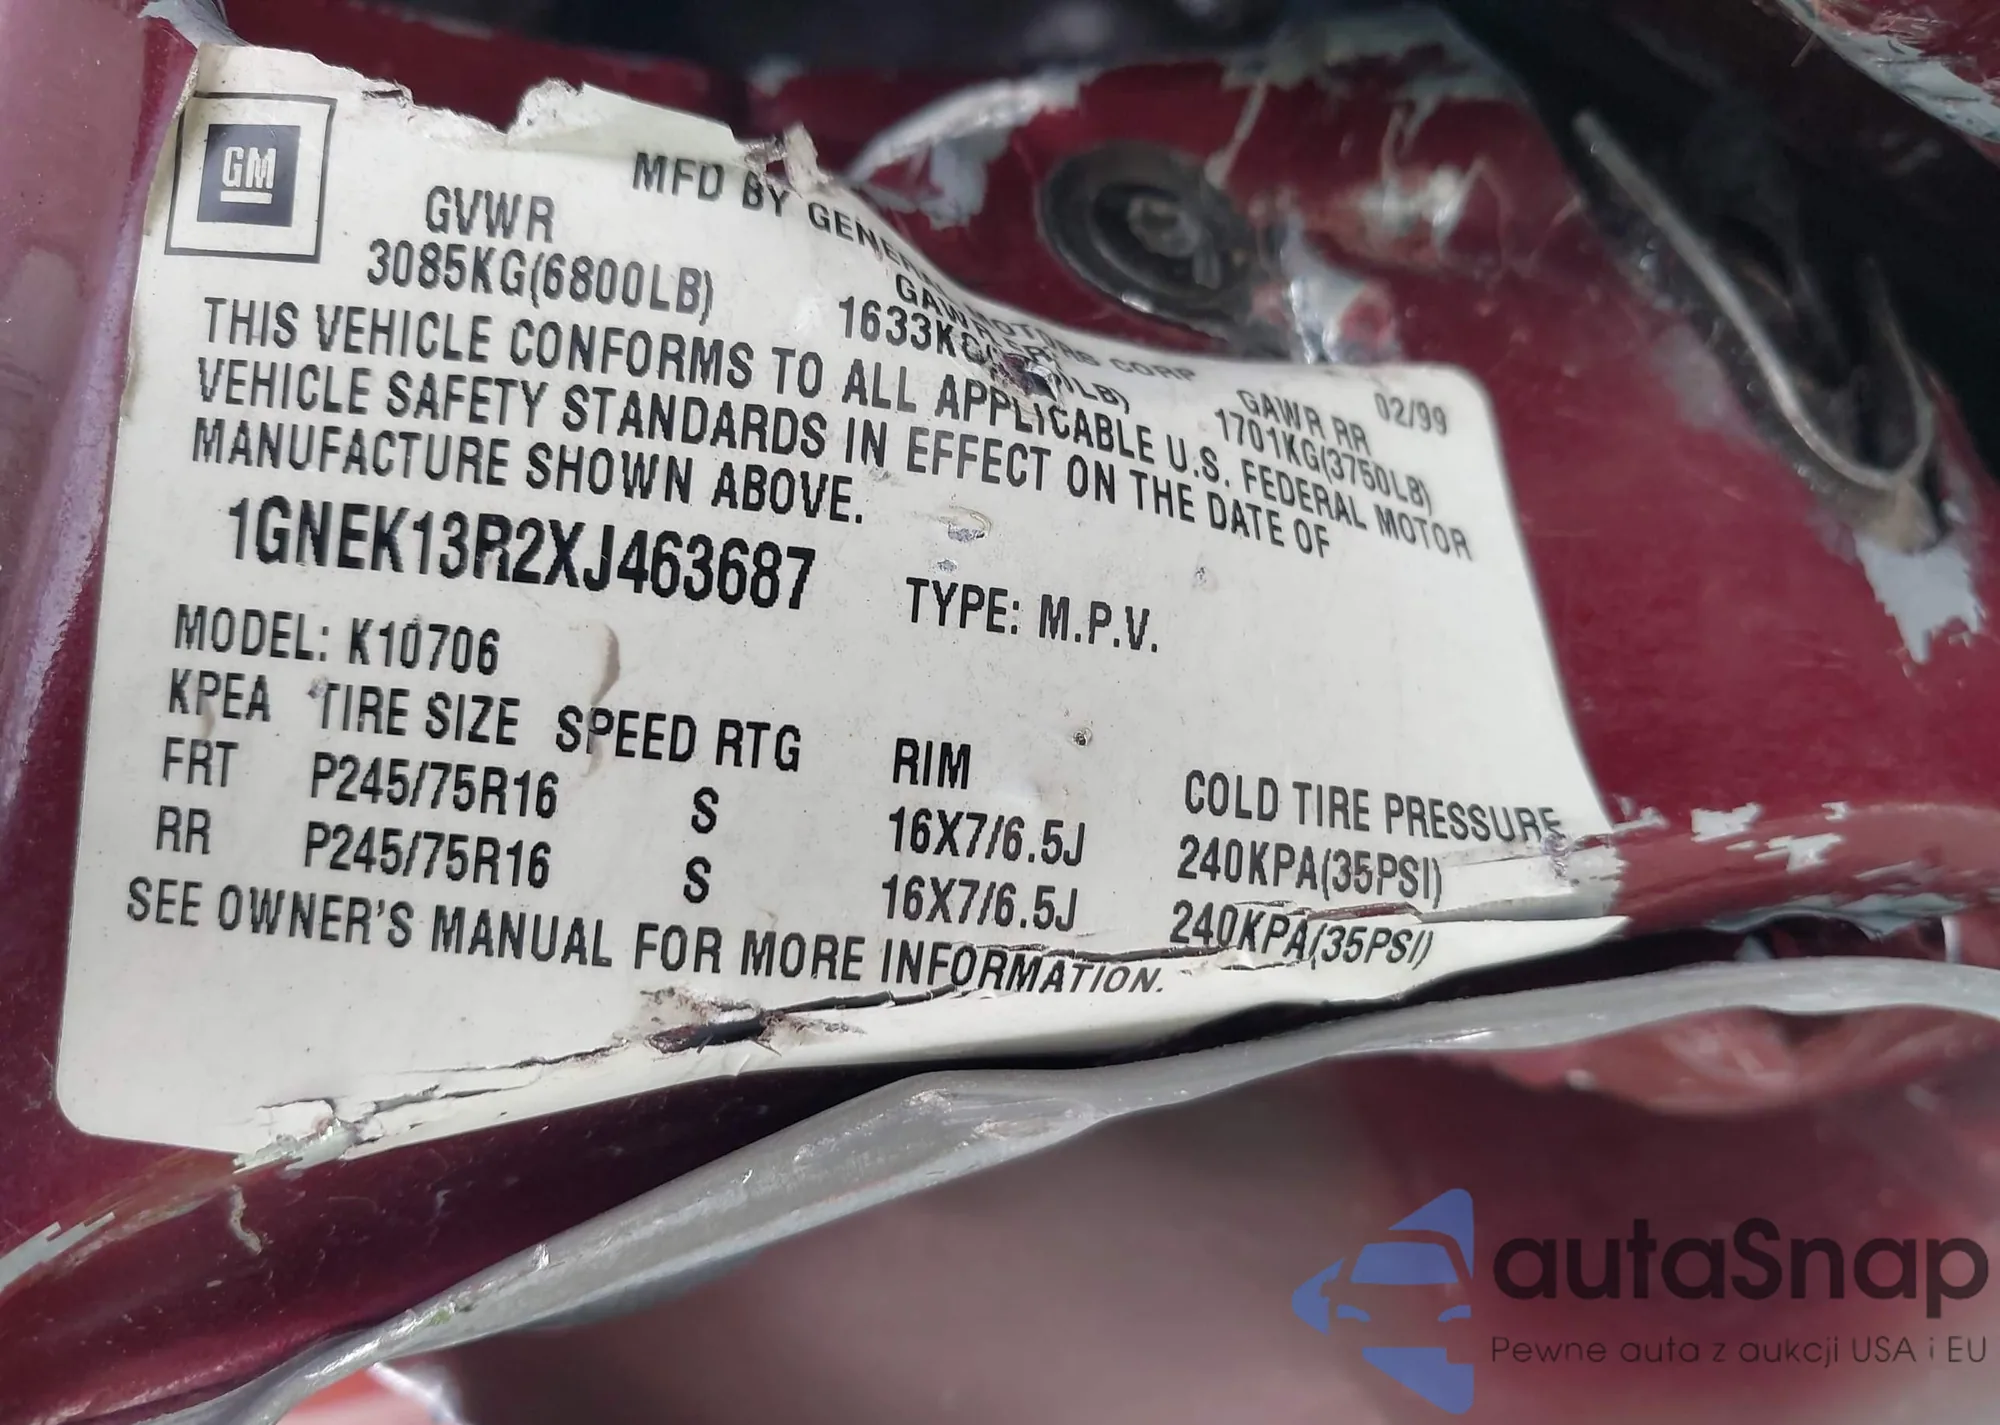 GM
MFD BY GENERAL MOTORS CORP
02/99
GVWR GAWR GAWR RR
3085KG(6800LB) 1633KG( LB) 1701KG(3750LB)
THIS VEHICLE CONFORMS TO ALL APPLICABLE U.S. FEDERAL MOTOR
VEHICLE SAFETY STANDARDS IN EFFECT ON THE DATE OF
MANUFACTURE SHOWN ABOVE.
1GNEK13R2XJ463687 TYPE: M.P.V.
MODEL: K10706
KPEA TIRE SIZE SPEED RTG RIM COLD TIRE PRESSURE
FRT P245/75R16 S 16X7/6.5J 240KPA(35PSI)
RR P245/75R16 S 16X7/6.5J 240KPA(35PSI)
SEE OWNER'S MANUAL FOR MORE INFORMATION.
autaSnap
Pewne auta z aukcji USA i EU